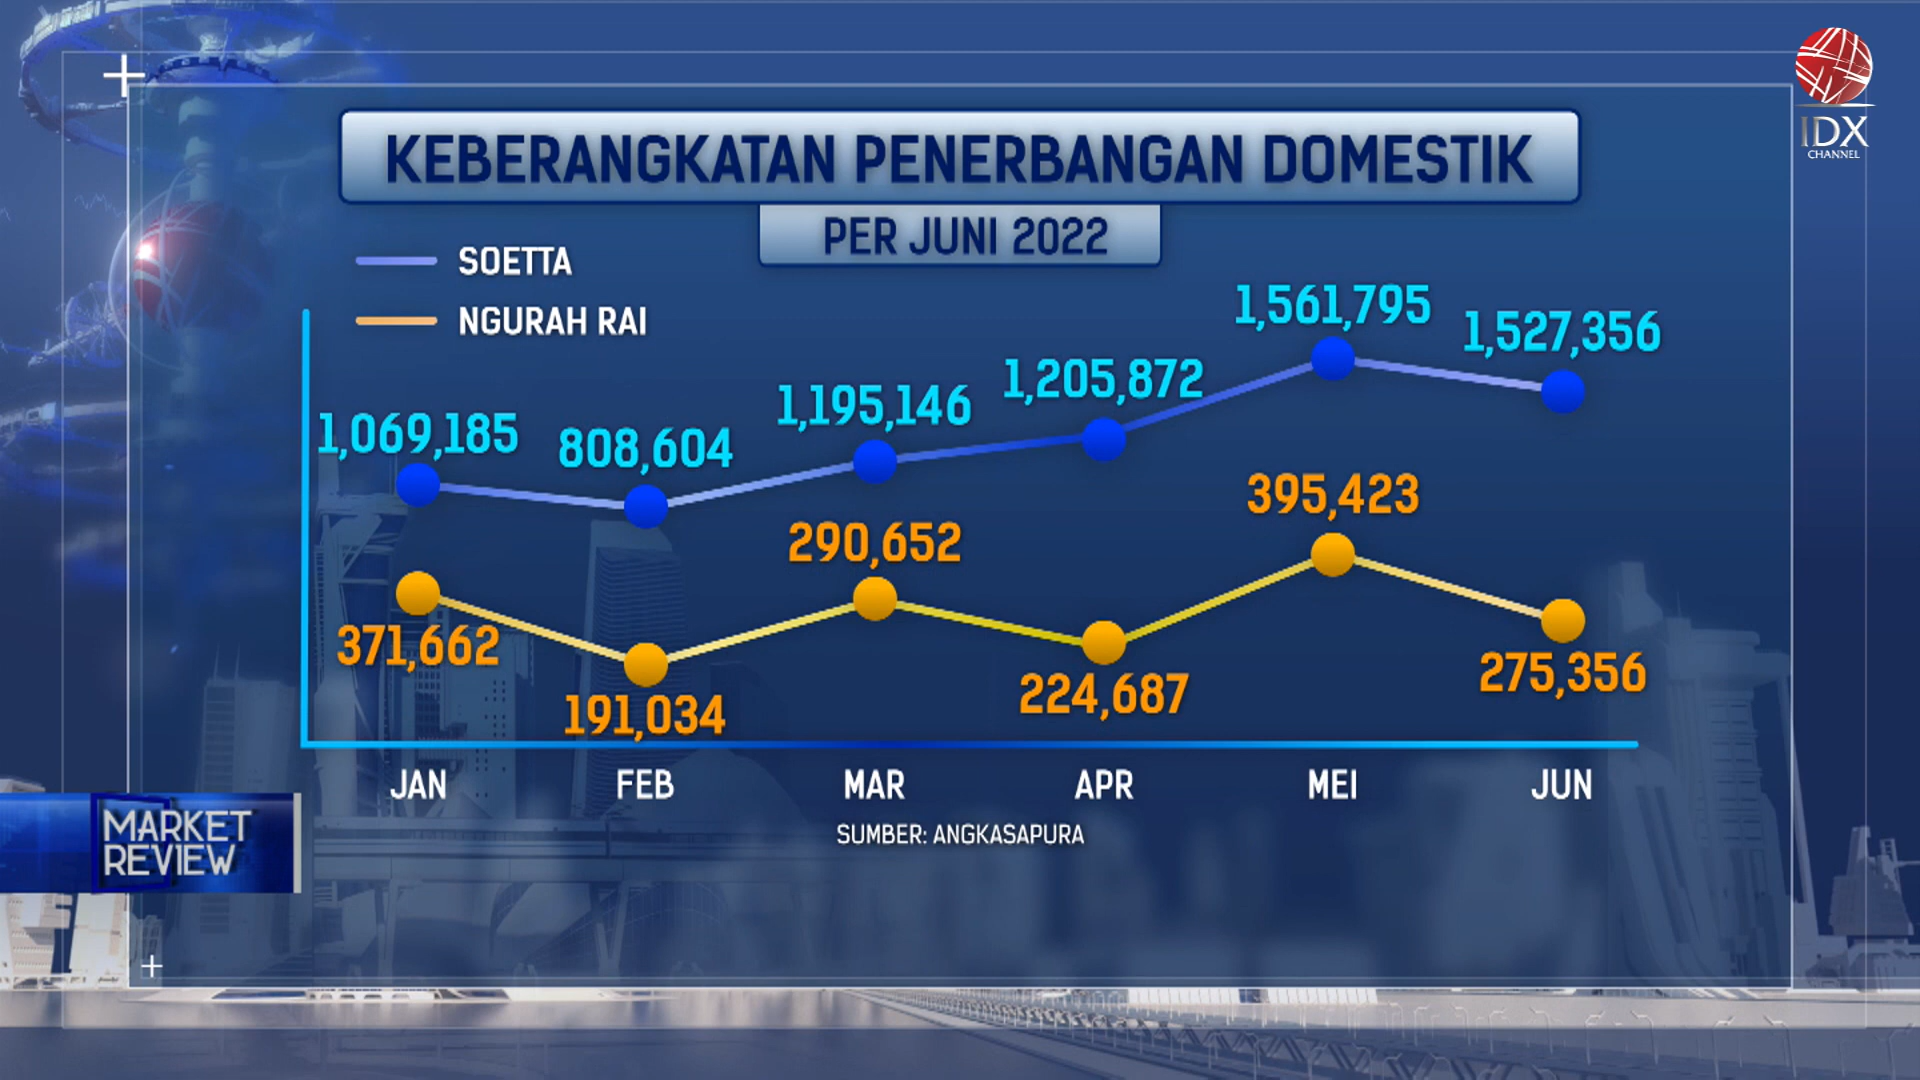 IDX
CHANNEL
KEBERANGKATAN PENERBANGAN DOMESTIK
PER JUNI 2022
SOETTA
NGURAH RAI
1,069,185
808,604
1,195,146
1,205,872
1,561,795
1,527,356
371,662
191,034
290,652
224,687
395,423
275,356
JAN FEB MAR APR MEI JUN
SUMBER: ANGKASAPURA
MARKET
REVIEW